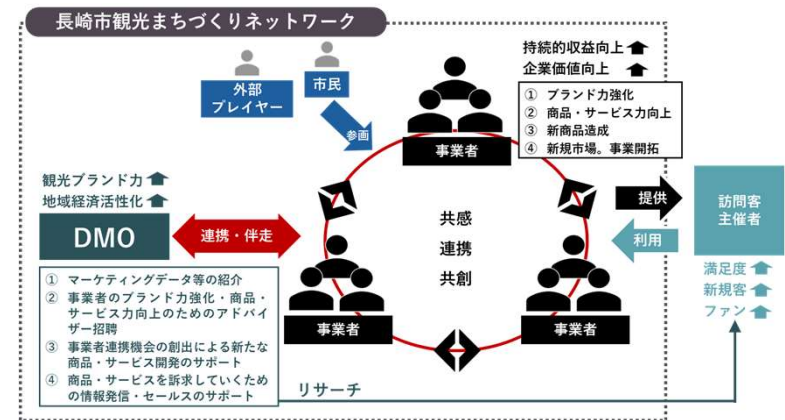 長崎市観光まちづくりネットワーク
外部
プレイヤー
市民
参画
事業者
持続的収益向上
企業価値向上
① ブランド力強化
② 商品・サービス力向上
③ 新商品造成
④ 新規市場。事業開拓
観光ブランド力
地域経済活性化
DMO
連携・伴走
共感
連携
共創
提供
利用
訪問客
主催者
満足度
新規客
ファン
① マーケティングデータ等の紹介
② 事業者のブランド力強化・商品・
サービス力向上のためのアドバイ
ザー招聘
③ 事業者連携機会の創出による新たな
商品・サービス開発のサポート
④ 商品・サービスを訴求していくため
の情報発信・セールスのサポート
事業者
事業者
リサーチ